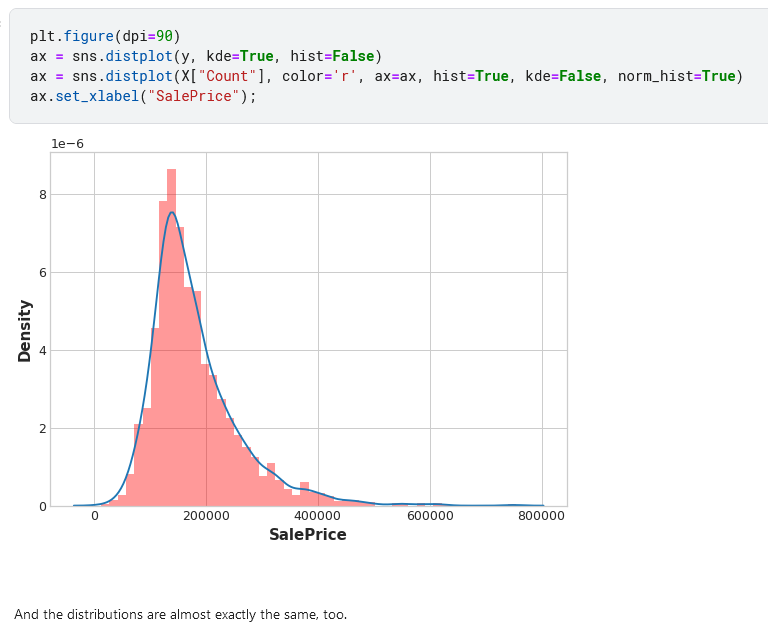 plt.figure(dpi=90)
ax = sns.distplot(y, kde=True, hist=False)
ax = sns.distplot(X["Count"], color='r', ax=ax, hist=True, kde=False, norm_hist=True)
ax.set_xlabel("SalePrice");
1e−6
8
6
4
2
0
Density
0 200000 400000 600000 800000
SalePrice
And the distributions are almost exactly the same, too.